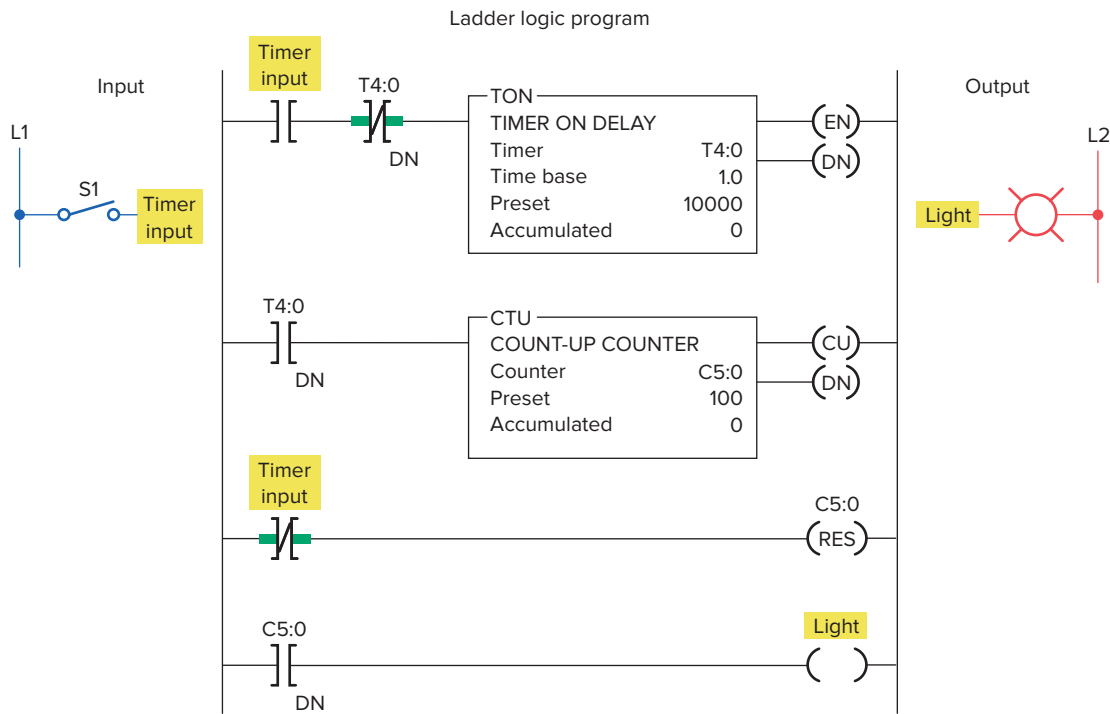 Ladder logic program
Input
Output
L1
S1
Timer
input
Timer
input
T4:0
DN
TON
TIMER ON DELAY
Timer T4:0
Time base 1.0
Preset 10000
Accumulated 0
EN
DN
L2
Light
T4:0
DN
CTU
COUNT-UP COUNTER
Counter C5:0
Preset 100
Accumulated 0
CU
DN
Timer
input
C5:0
RES
C5:0
DN
Light